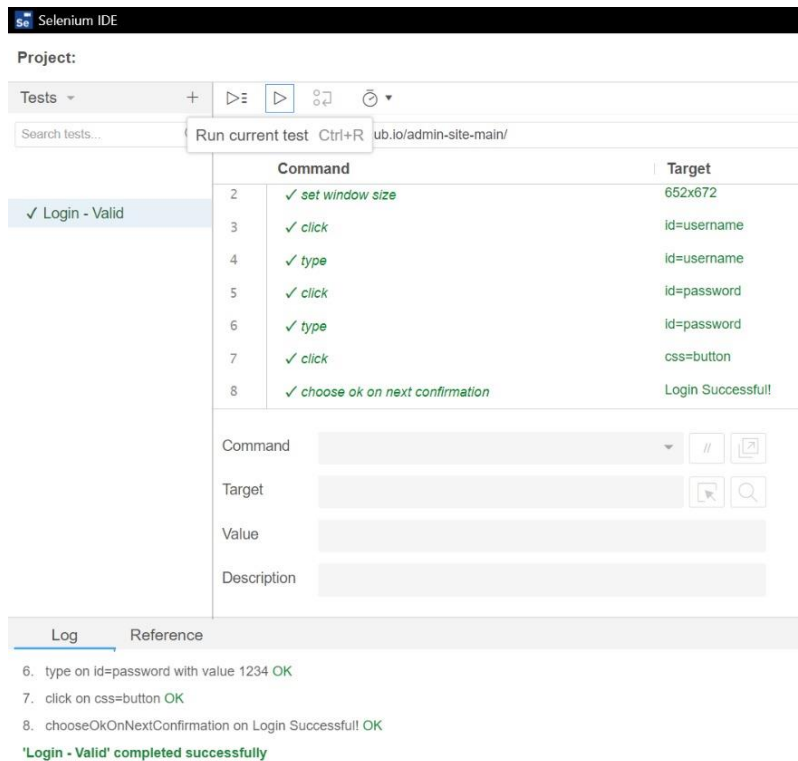 Se Selenium IDE
Project:
Tests
Search tests...
Run current test Ctrl+R ub.io/admin-site-main/
Command Target
2 ✓ set window size 652x672
✓ Login - Valid
3 ✓ click id=username
4 ✓ type id=username
5 ✓ click id=password
6 ✓ type id=password
7 ✓ click css=button
8 ✓ choose ok on next confirmation Login Successful!
Command //
Target
Value
Description
Log Reference
6. type on id=password with value 1234 OK
7. click on css=button OK
8. chooseOkOnNextConfirmation on Login Successful! OK
'Login - Valid' completed successfully